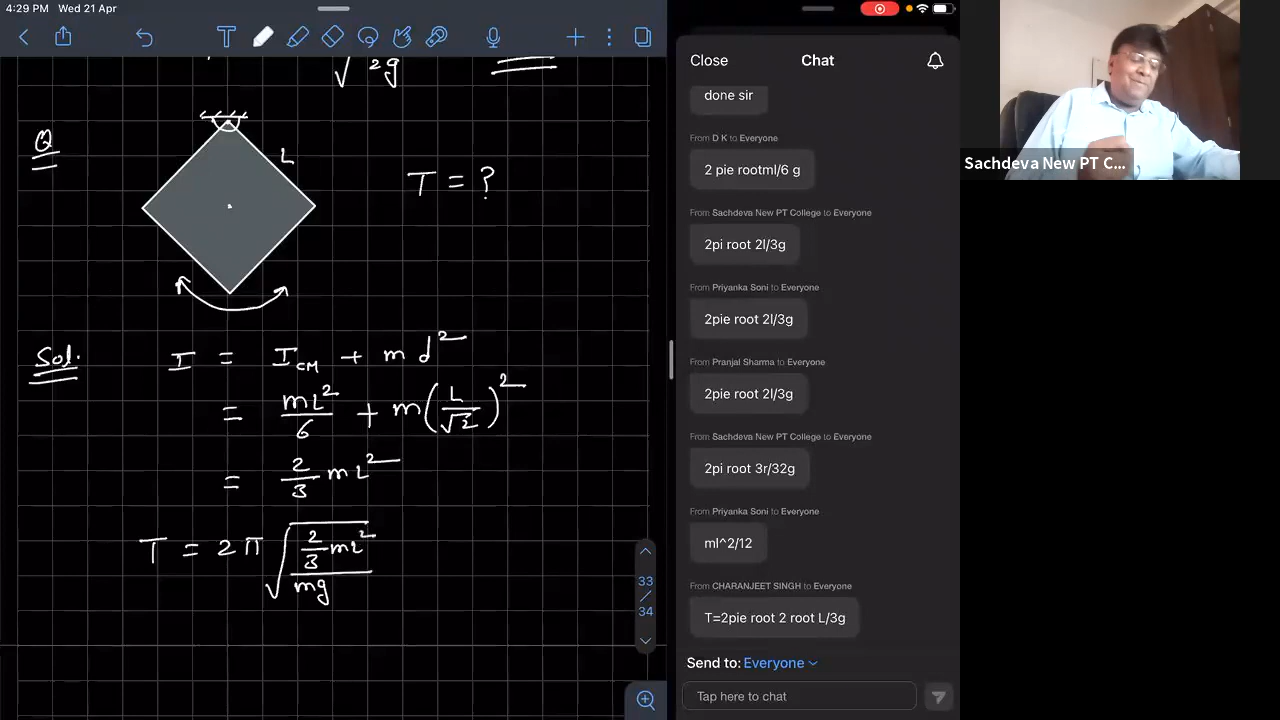 4:29 PM Wed 21 Apr
√ 2g
Q
L
T = ?
Sol. I = I_CM + m d²
= mL²/6 + m(L/√2)²
= 2/3 mL²
T = 2π √(2/3 mL² / mg)
33
/
34
Close Chat
done sir
From D K to Everyone
2 pie rootml/6 g
From Sachdeva New PT College to Everyone
2pi root 2l/3g
From Priyanka Soni to Everyone
2pie root 2l/3g
From Pranjal Sharma to Everyone
2pie root 2l/3g
From Sachdeva New PT College to Everyone
2pi root 3r/32g
From Priyanka Soni to Everyone
ml^2/12
From CHARANJEET SINGH to Everyone
T=2pie root 2 root L/3g
Send to: Everyone
Tap here to chat
Sachdeva New PT C...